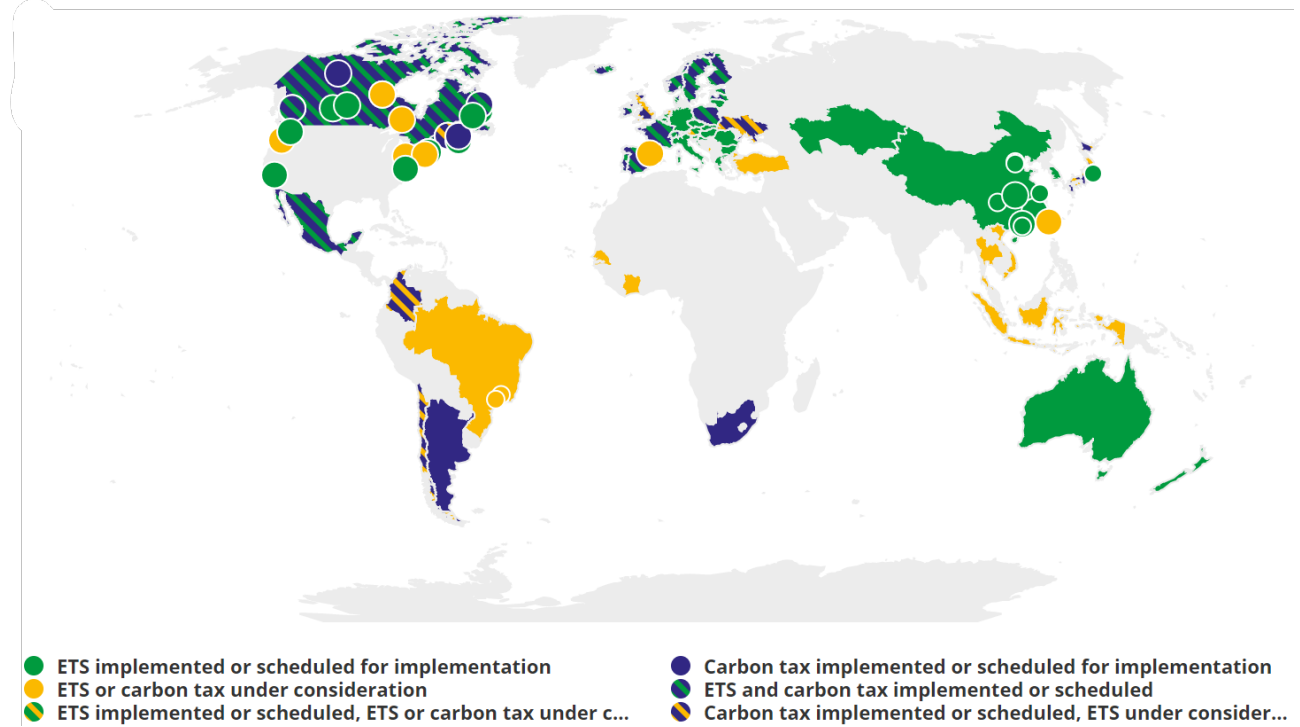 ETS implemented or scheduled for implementation
ETS or carbon tax under consideration
ETS implemented or scheduled, ETS or carbon tax under c...
Carbon tax implemented or scheduled for implementation
ETS and carbon tax implemented or scheduled
Carbon tax implemented or scheduled, ETS under consider...